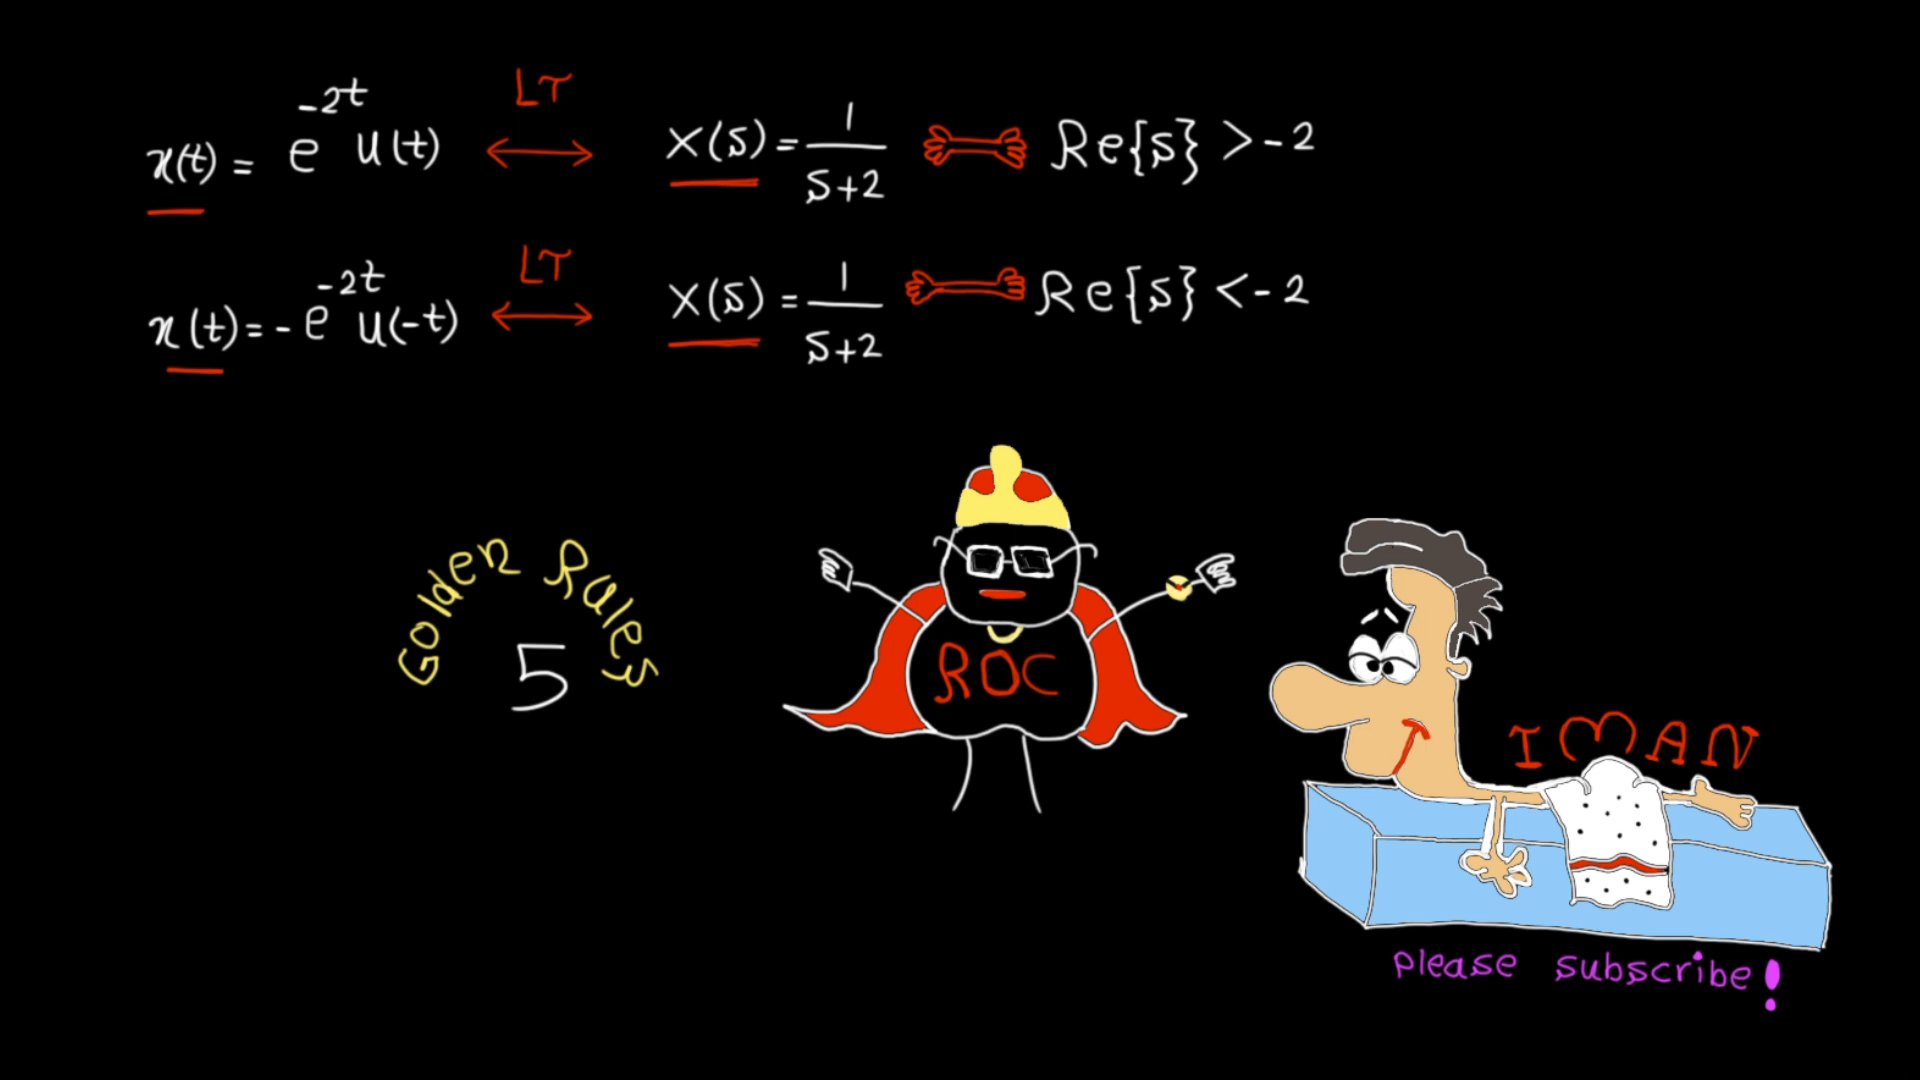 LT
x(t) = e^{-2t} u(t) ⟷ X(s) = 1/(s+2) Re{s} > -2
LT
x(t) = - e^{-2t} u(-t) ⟷ X(s) = 1/(s+2) Re{s} < -2
Golden Rules
5
ROC
IMAN
please subscribe!